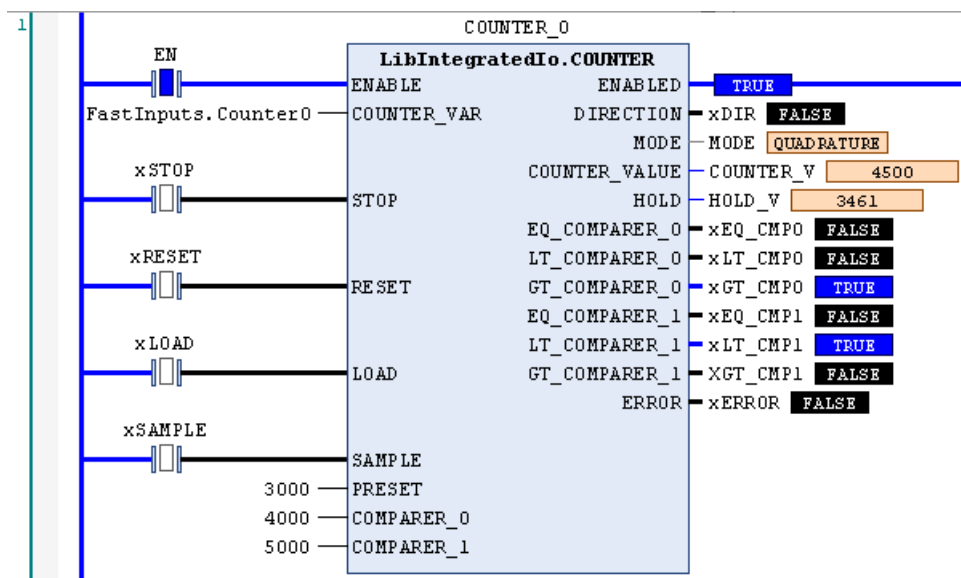 1
COUNTER_0
EN
LibIntegratedIo.COUNTER
ENABLE ENABLED TRUE
FastInputs.Counter0 COUNTER_VAR DIRECTION xDIR FALSE
MODE MODE QUADRATURE
xSTOP COUNTER_VALUE COUNTER_V 4500
STOP HOLD HOLD_V 3461
EQ_COMPARER_0 xEQ_CMP0 FALSE
xRESET LT_COMPARER_0 xLT_CMP0 FALSE
RESET GT_COMPARER_0 xGT_CMP0 TRUE
EQ_COMPARER_1 xEQ_CMP1 FALSE
xLOAD LT_COMPARER_1 xLT_CMP1 TRUE
LOAD GT_COMPARER_1 XGT_CMP1 FALSE
ERROR xERROR FALSE
xSAMPLE
SAMPLE
3000 PRESET
4000 COMPARER_0
5000 COMPARER_1